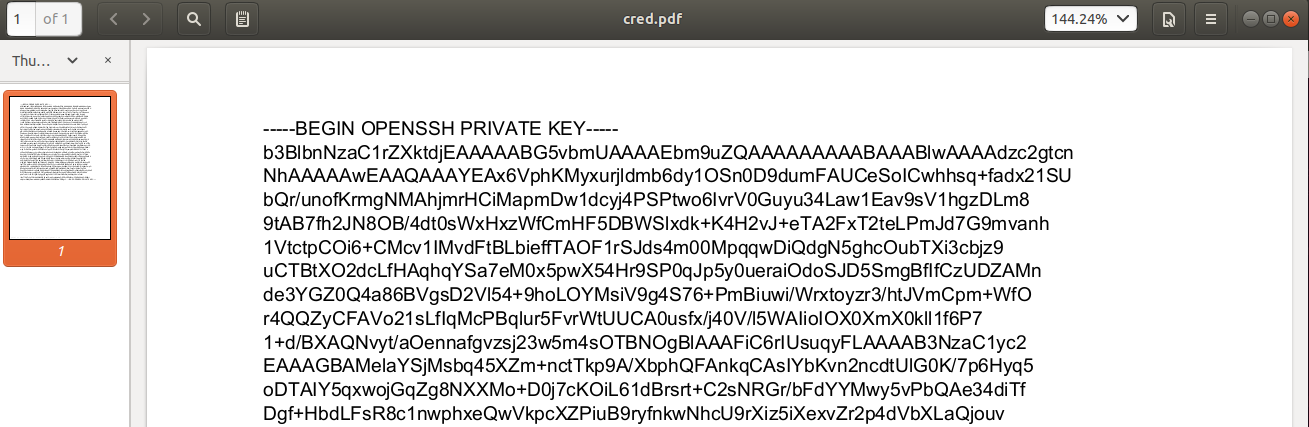 1 of 1
cred.pdf
144.24%
Thu...
-----BEGIN OPENSSH PRIVATE KEY-----
b3BlbnNzaC1rZXktdjEAAAAABG5vbmUAAAAEbm9uZQAAAAAAAAABAAABlwAAAAdzc2gtcn
NhAAAAAwEAAQAAAYEAx6VphKMyxurjldmb6dy1OSn0D9dumFAUCeSoICwhhsq+fadx21SU
bQr/unofKrmgNMAhjmrHCiMapmDw1dcyj4PSPtwo6IvrV0Guyu34Law1Eav9sV1hgzDLm8
9tAB7fh2JN8OB/4dt0sWxHxzWfCmHF5DBWSlxdk+K4H2vJ+eTA2FxT2teLPmJd7G9mvanh
1VtctpCOi6+CMcv1IMvdFtBLbieffTAOF1rSJds4m00MpqqwDiQdgN5ghcOubTXi3cbjz9
uCTBtXO2dcLfHAqhqYSa7eM0x5pwX54Hr9SP0qJp5y0ueraiOdoSJD5SmgBfIfCzUDZAMn
de3YGZ0Q4a86BVgsD2Vl54+9hoLOYMsiV9g4S76+PmBiuwi/Wrxtoyzr3/htJVmCpm+WfO
r4QQZyCFAVo21sLfIqMcPBqlur5FvrWtUUCA0usfx/j40V/l5WAIioIOX0XmX0kIl1f6P7
1+d/BXAQNvyt/aOennafgvzsj23w5m4sOTBNOgBlAAAFiC6rIUsuqyFLAAAAB3NzaC1yc2
EAAAGBAMelaYSjMsbq45XZm+nctTkp9A/XbphQFAnkqCAsIYbKvn2ncdtUlG0K/7p6Hyq5
oDTAIY5qxwojGqZg8NXXMo+D0j7cKOiL61dBrsrt+C2sNRGr/bFdYYMwy5vPbQAe34diTf
Dgf+HbdLFsR8c1nwphxeQwVkpcXZPiuB9ryfnkwNhcU9rXiz5iXexvZr2p4dVbXLaQjouv